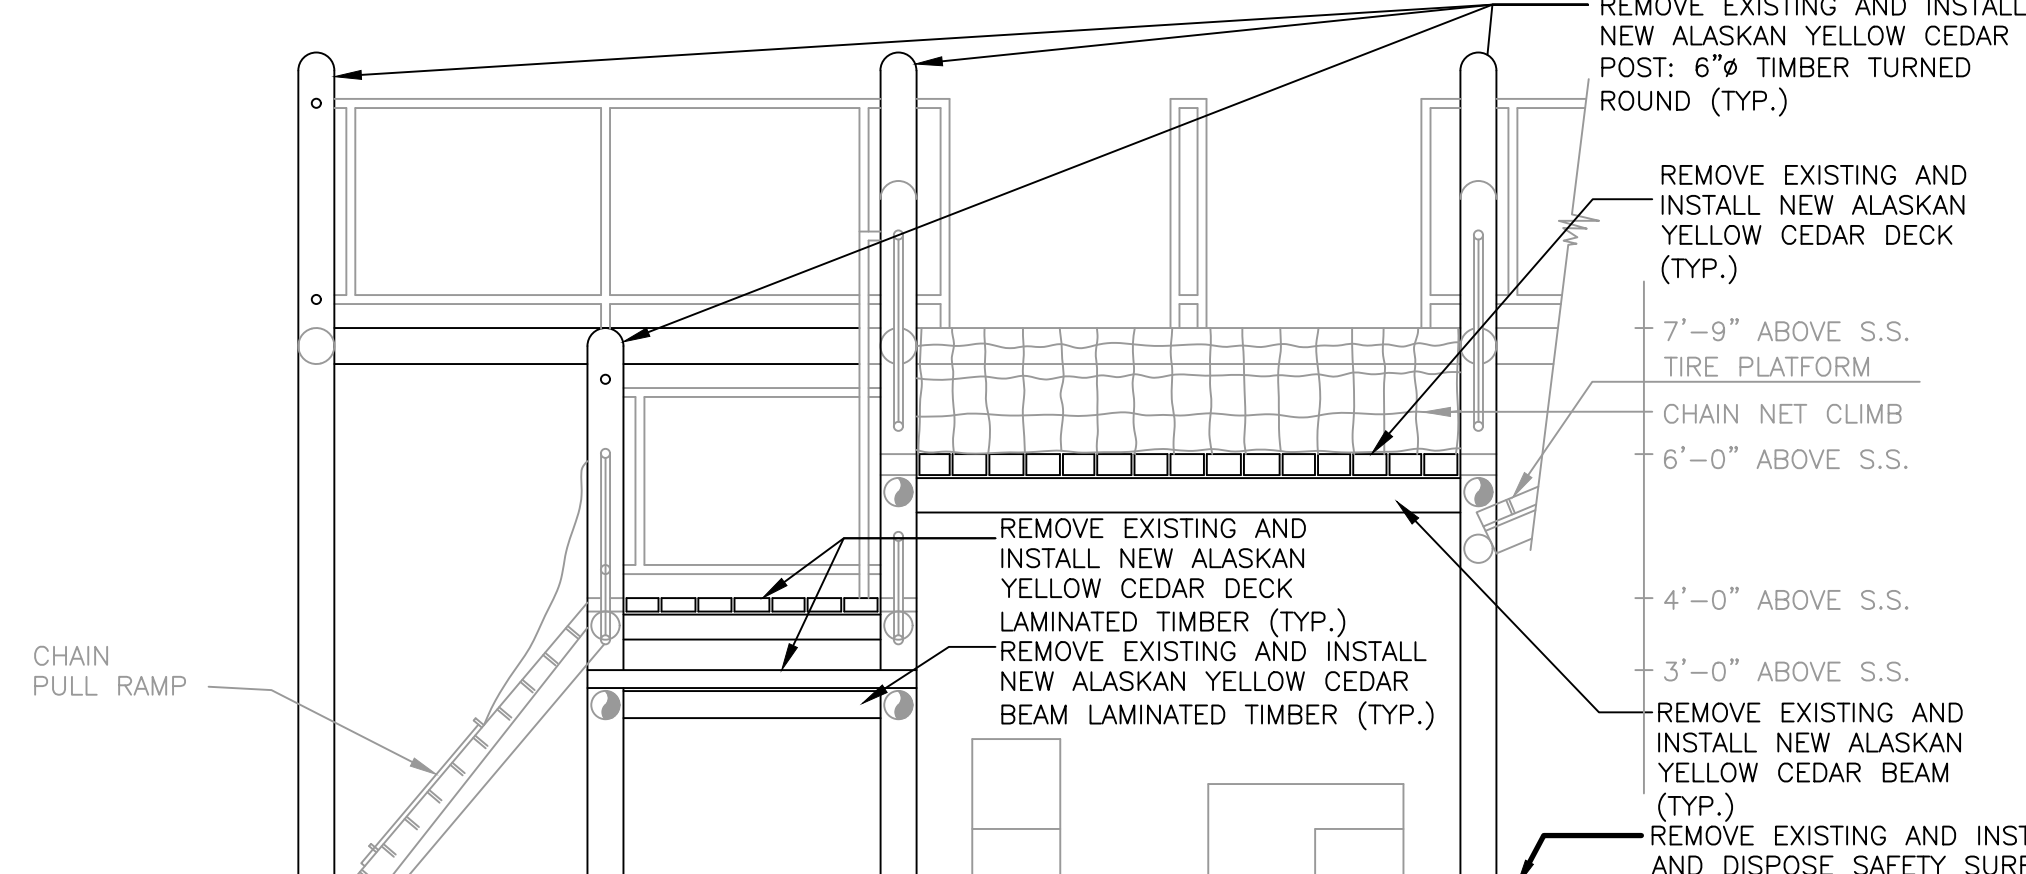 REMOVE EXISTING AND INSTALL
NEW ALASKAN YELLOW CEDAR
POST: 6"ø TIMBER TURNED
ROUND (TYP.)
REMOVE EXISTING AND
INSTALL NEW ALASKAN
YELLOW CEDAR DECK
(TYP.)
7'-9" ABOVE S.S.
TIRE PLATFORM
CHAIN NET CLIMB
6'-0" ABOVE S.S.
REMOVE EXISTING AND
INSTALL NEW ALASKAN
YELLOW CEDAR DECK
LAMINATED TIMBER (TYP.)
REMOVE EXISTING AND INSTALL
NEW ALASKAN YELLOW CEDAR
BEAM LAMINATED TIMBER (TYP.)
4'-0" ABOVE S.S.
3'-0" ABOVE S.S.
CHAIN
PULL RAMP
REMOVE EXISTING AND
INSTALL NEW ALASKAN
YELLOW CEDAR BEAM
(TYP.)
REMOVE EXISTING AND
AND DISPOSE SAFETY